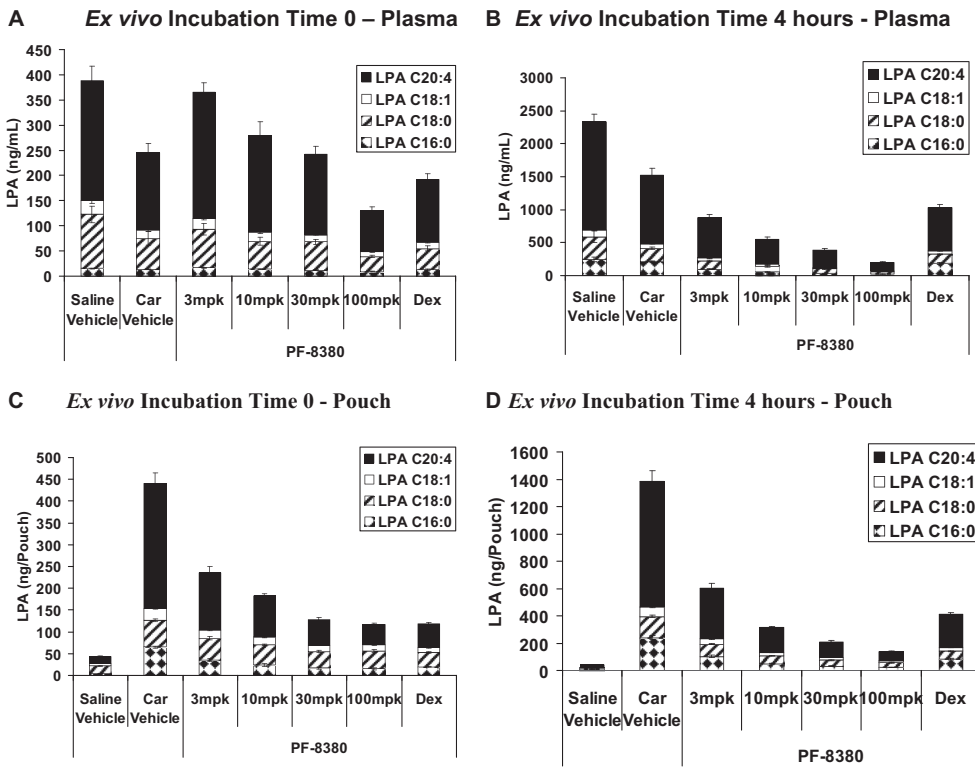 A Ex vivo Incubation Time 0 – Plasma
LPA (ng/mL)
450
400
350
300
250
200
150
100
50
0
LPA C20:4
LPA C18:1
LPA C18:0
LPA C16:0
Saline Vehicle
Car Vehicle
3mpk
10mpk
30mpk
100mpk
Dex
PF-8380
B Ex vivo Incubation Time 4 hours - Plasma
LPA (ng/mL)
3000
2500
2000
1500
1000
500
0
LPA C20:4
LPA C18:1
LPA C18:0
LPA C16:0
Saline Vehicle
Car Vehicle
3mpk
10mpk
30mpk
100mpk
Dex
PF-8380
C Ex vivo Incubation Time 0 - Pouch
LPA (ng/Pouch)
500
450
400
350
300
250
200
150
100
50
0
LPA C20:4
LPA C18:1
LPA C18:0
LPA C16:0
Saline Vehicle
Car Vehicle
3mpk
10mpk
30mpk
100mpk
Dex
PF-8380
D Ex vivo Incubation Time 4 hours - Pouch
LPA (ng/Pouch)
1600
1400
1200
1000
800
600
400
200
0
LPA C20:4
LPA C18:1
LPA C18:0
LPA C16:0
Saline Vehicle
Car Vehicle
3mpk
10mpk
30mpk
100mpk
Dex
PF-8380